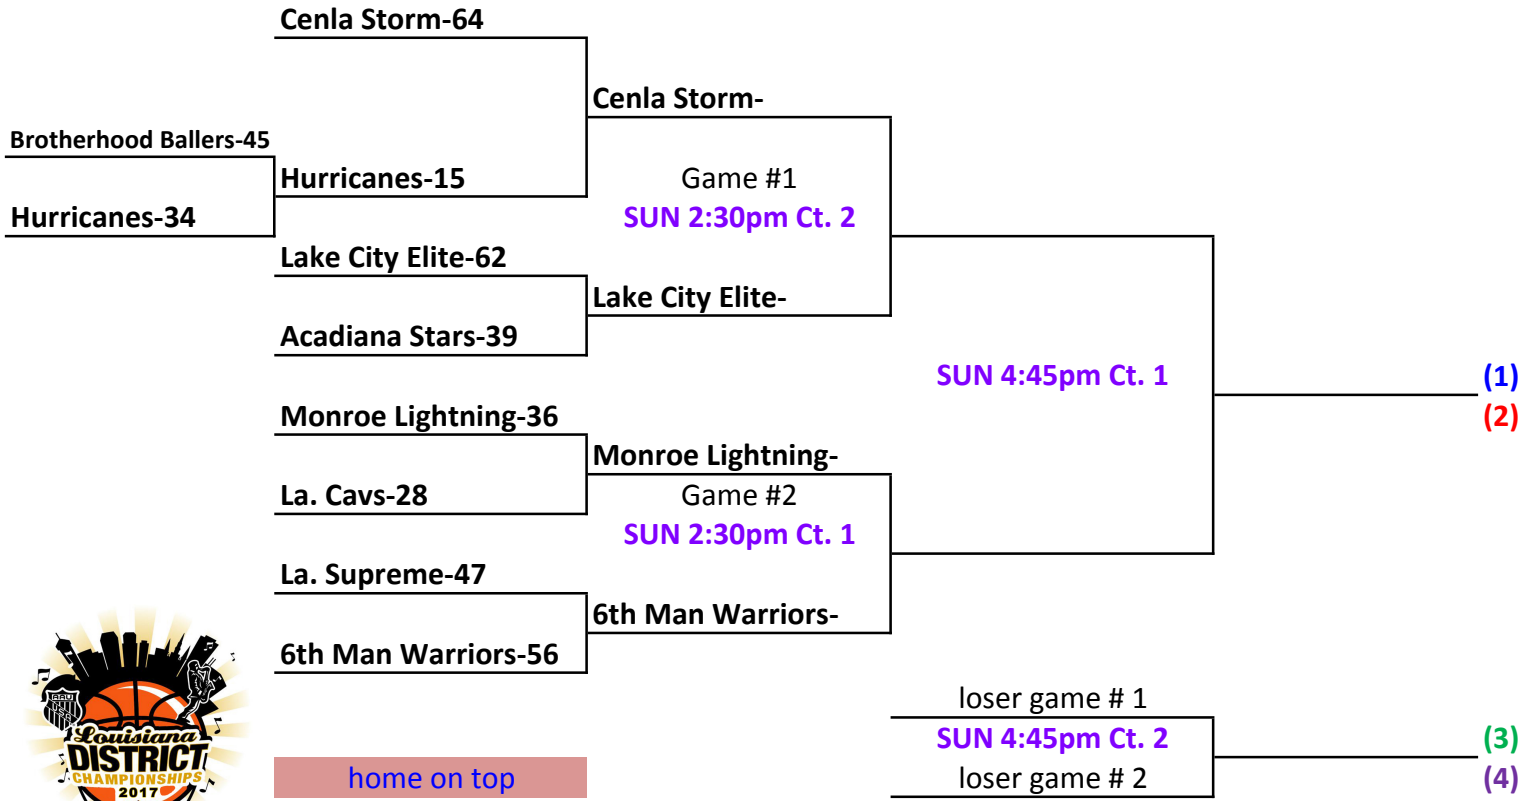 Cenla Storm-64
Cenla Storm-
Brotherhood Ballers-45
Hurricanes-15
Game #1
Hurricanes-34
SUN 2:30pm Ct. 2
Lake City Elite-62
Lake City Elite-
Acadiana Stars-39
SUN 4:45pm Ct. 1
(1)
Monroe Lightning-36
(2)
Monroe Lightning-
La. Cavs-28
Game #2
SUN 2:30pm Ct. 1
La. Supreme-47
6th Man Warriors-
6th Man Warriors-56
loser game # 1
AAU
USA
Louisiana
DISTRICT
CHAMPIONSHIPS
2017
SUN 4:45pm Ct. 2
(3)
home on top
loser game # 2
(4)